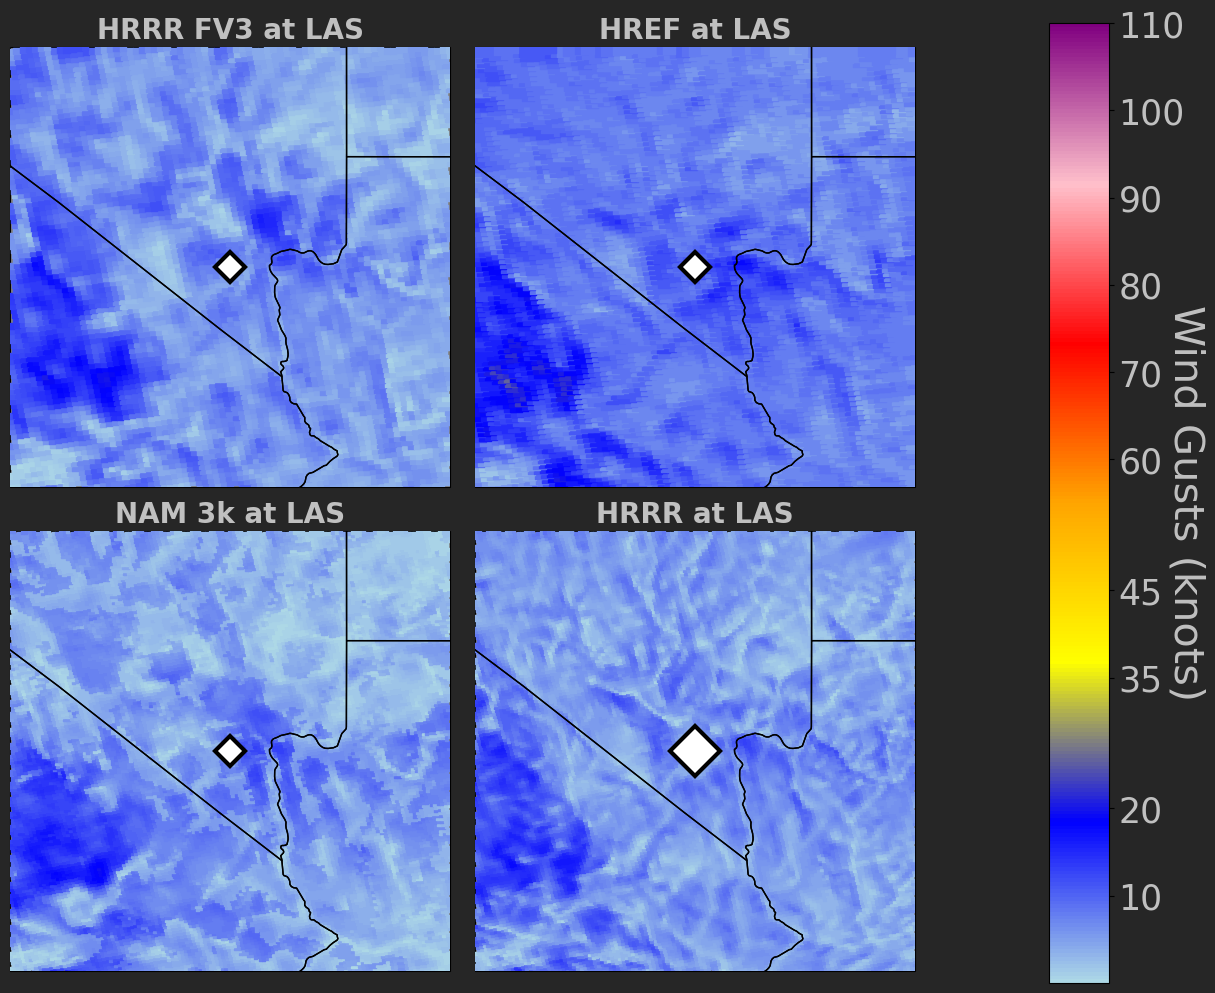 HRRR FV3 at LAS
HREF at LAS
NAM 3k at LAS
HRRR at LAS
110
100
90
80
70
60
45
35
20
10
Wind Gusts (knots)